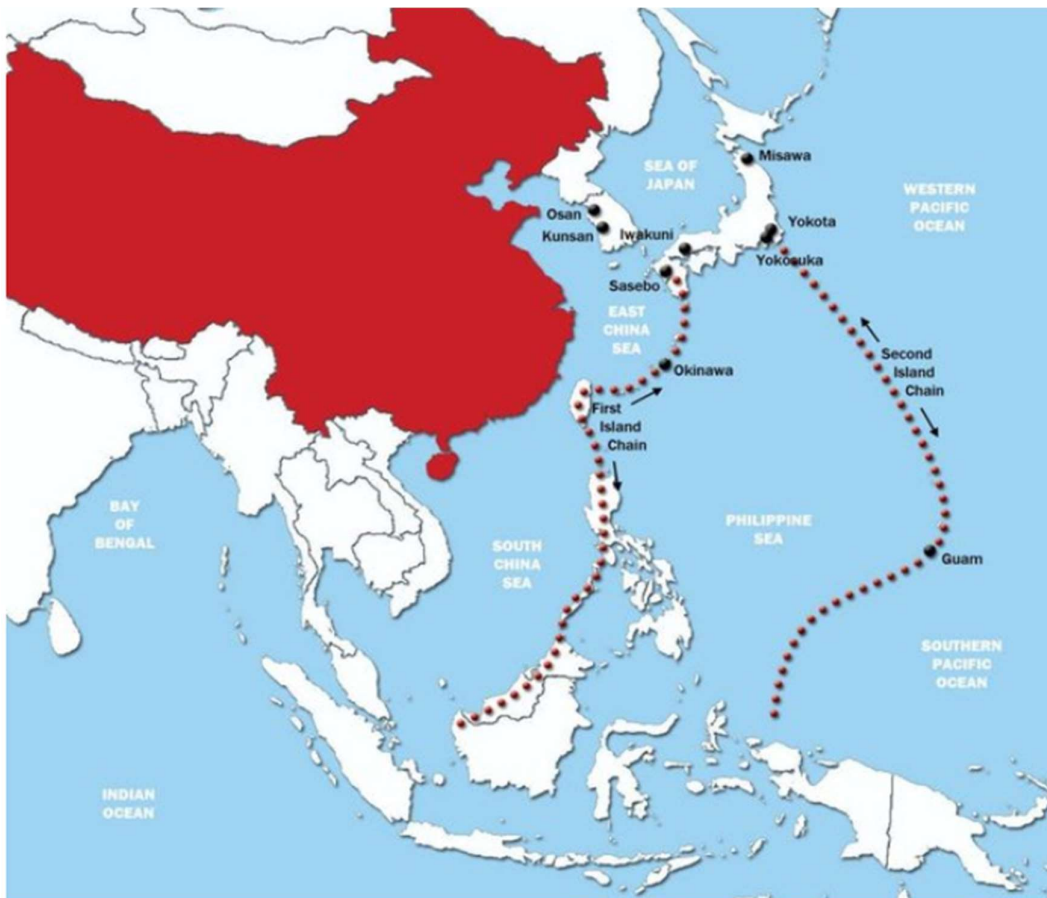 Misawa
SEA OF
JAPAN
WESTERN
PACIFIC
OCEAN
Osan
Kunsan
Iwakuni
Yokota
Yokosuka
Sasebo
EAST
CHINA
SEA
Second
Island
Chain
Okinawa
First
Island
Chain
BAY
OF
BENGAL
PHILIPPINE
SEA
SOUTH
CHINA
SEA
Guam
SOUTHERN
PACIFIC
OCEAN
INDIAN
OCEAN